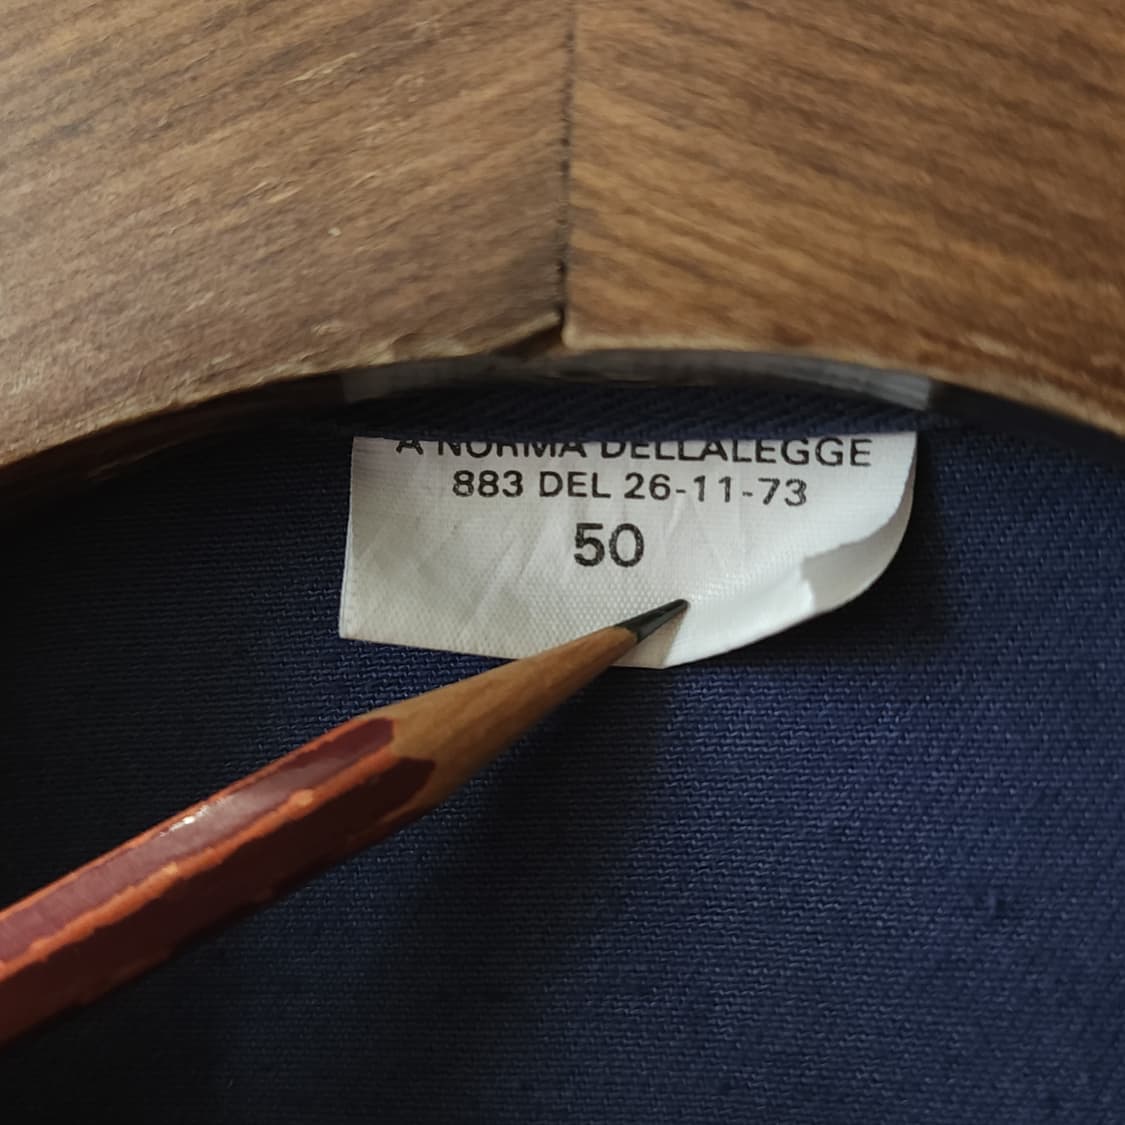 A NORMA DELLALEGGE
883 DEL 26-11-73
50